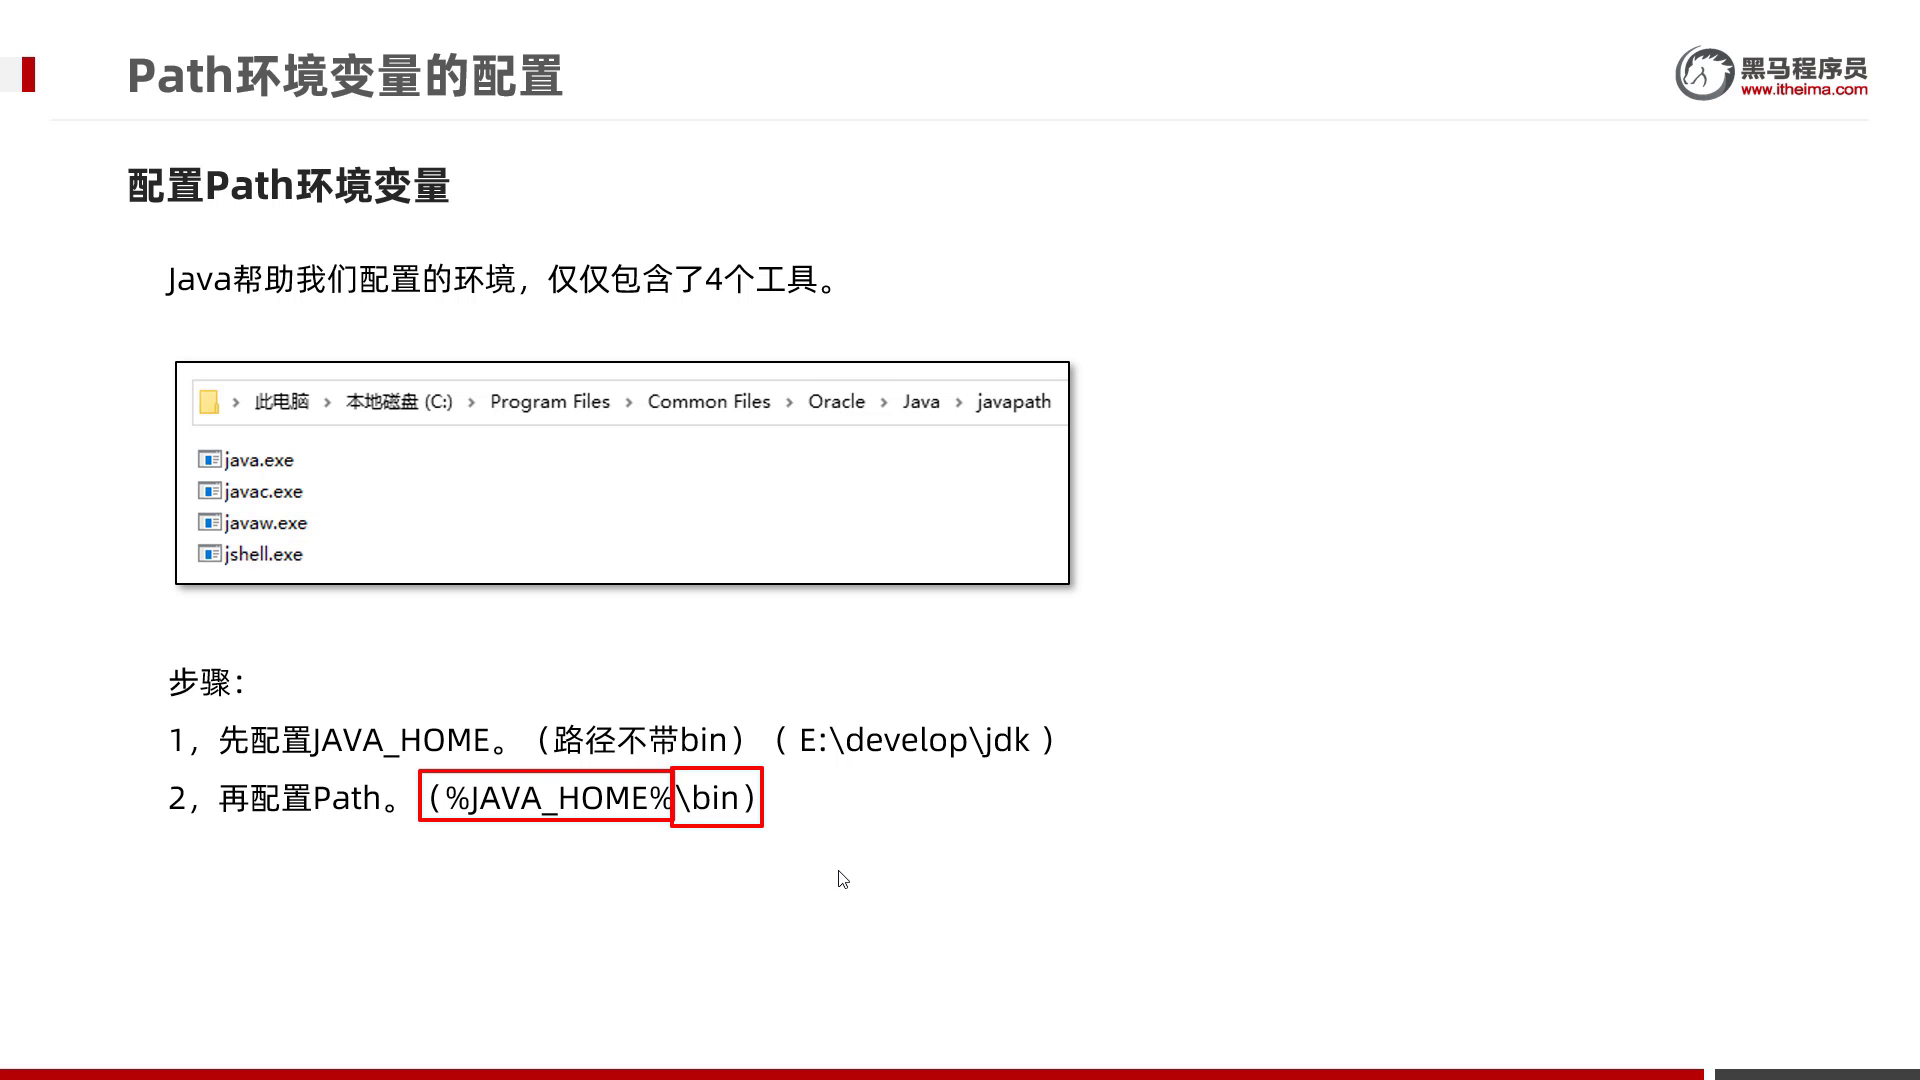 Path环境变量的配置
黑马程序员
www.itheima.com
配置Path环境变量
Java帮助我们配置的环境，仅仅包含了4个工具。
此电脑 > 本地磁盘 (C:) > Program Files > Common Files > Oracle > Java > javapath
java.exe
javac.exe
javaw.exe
jshell.exe
步骤：
1，先配置JAVA_HOME。（路径不带bin）（ E:\develop\jdk ）
2，再配置Path。（%JAVA_HOME%\bin）